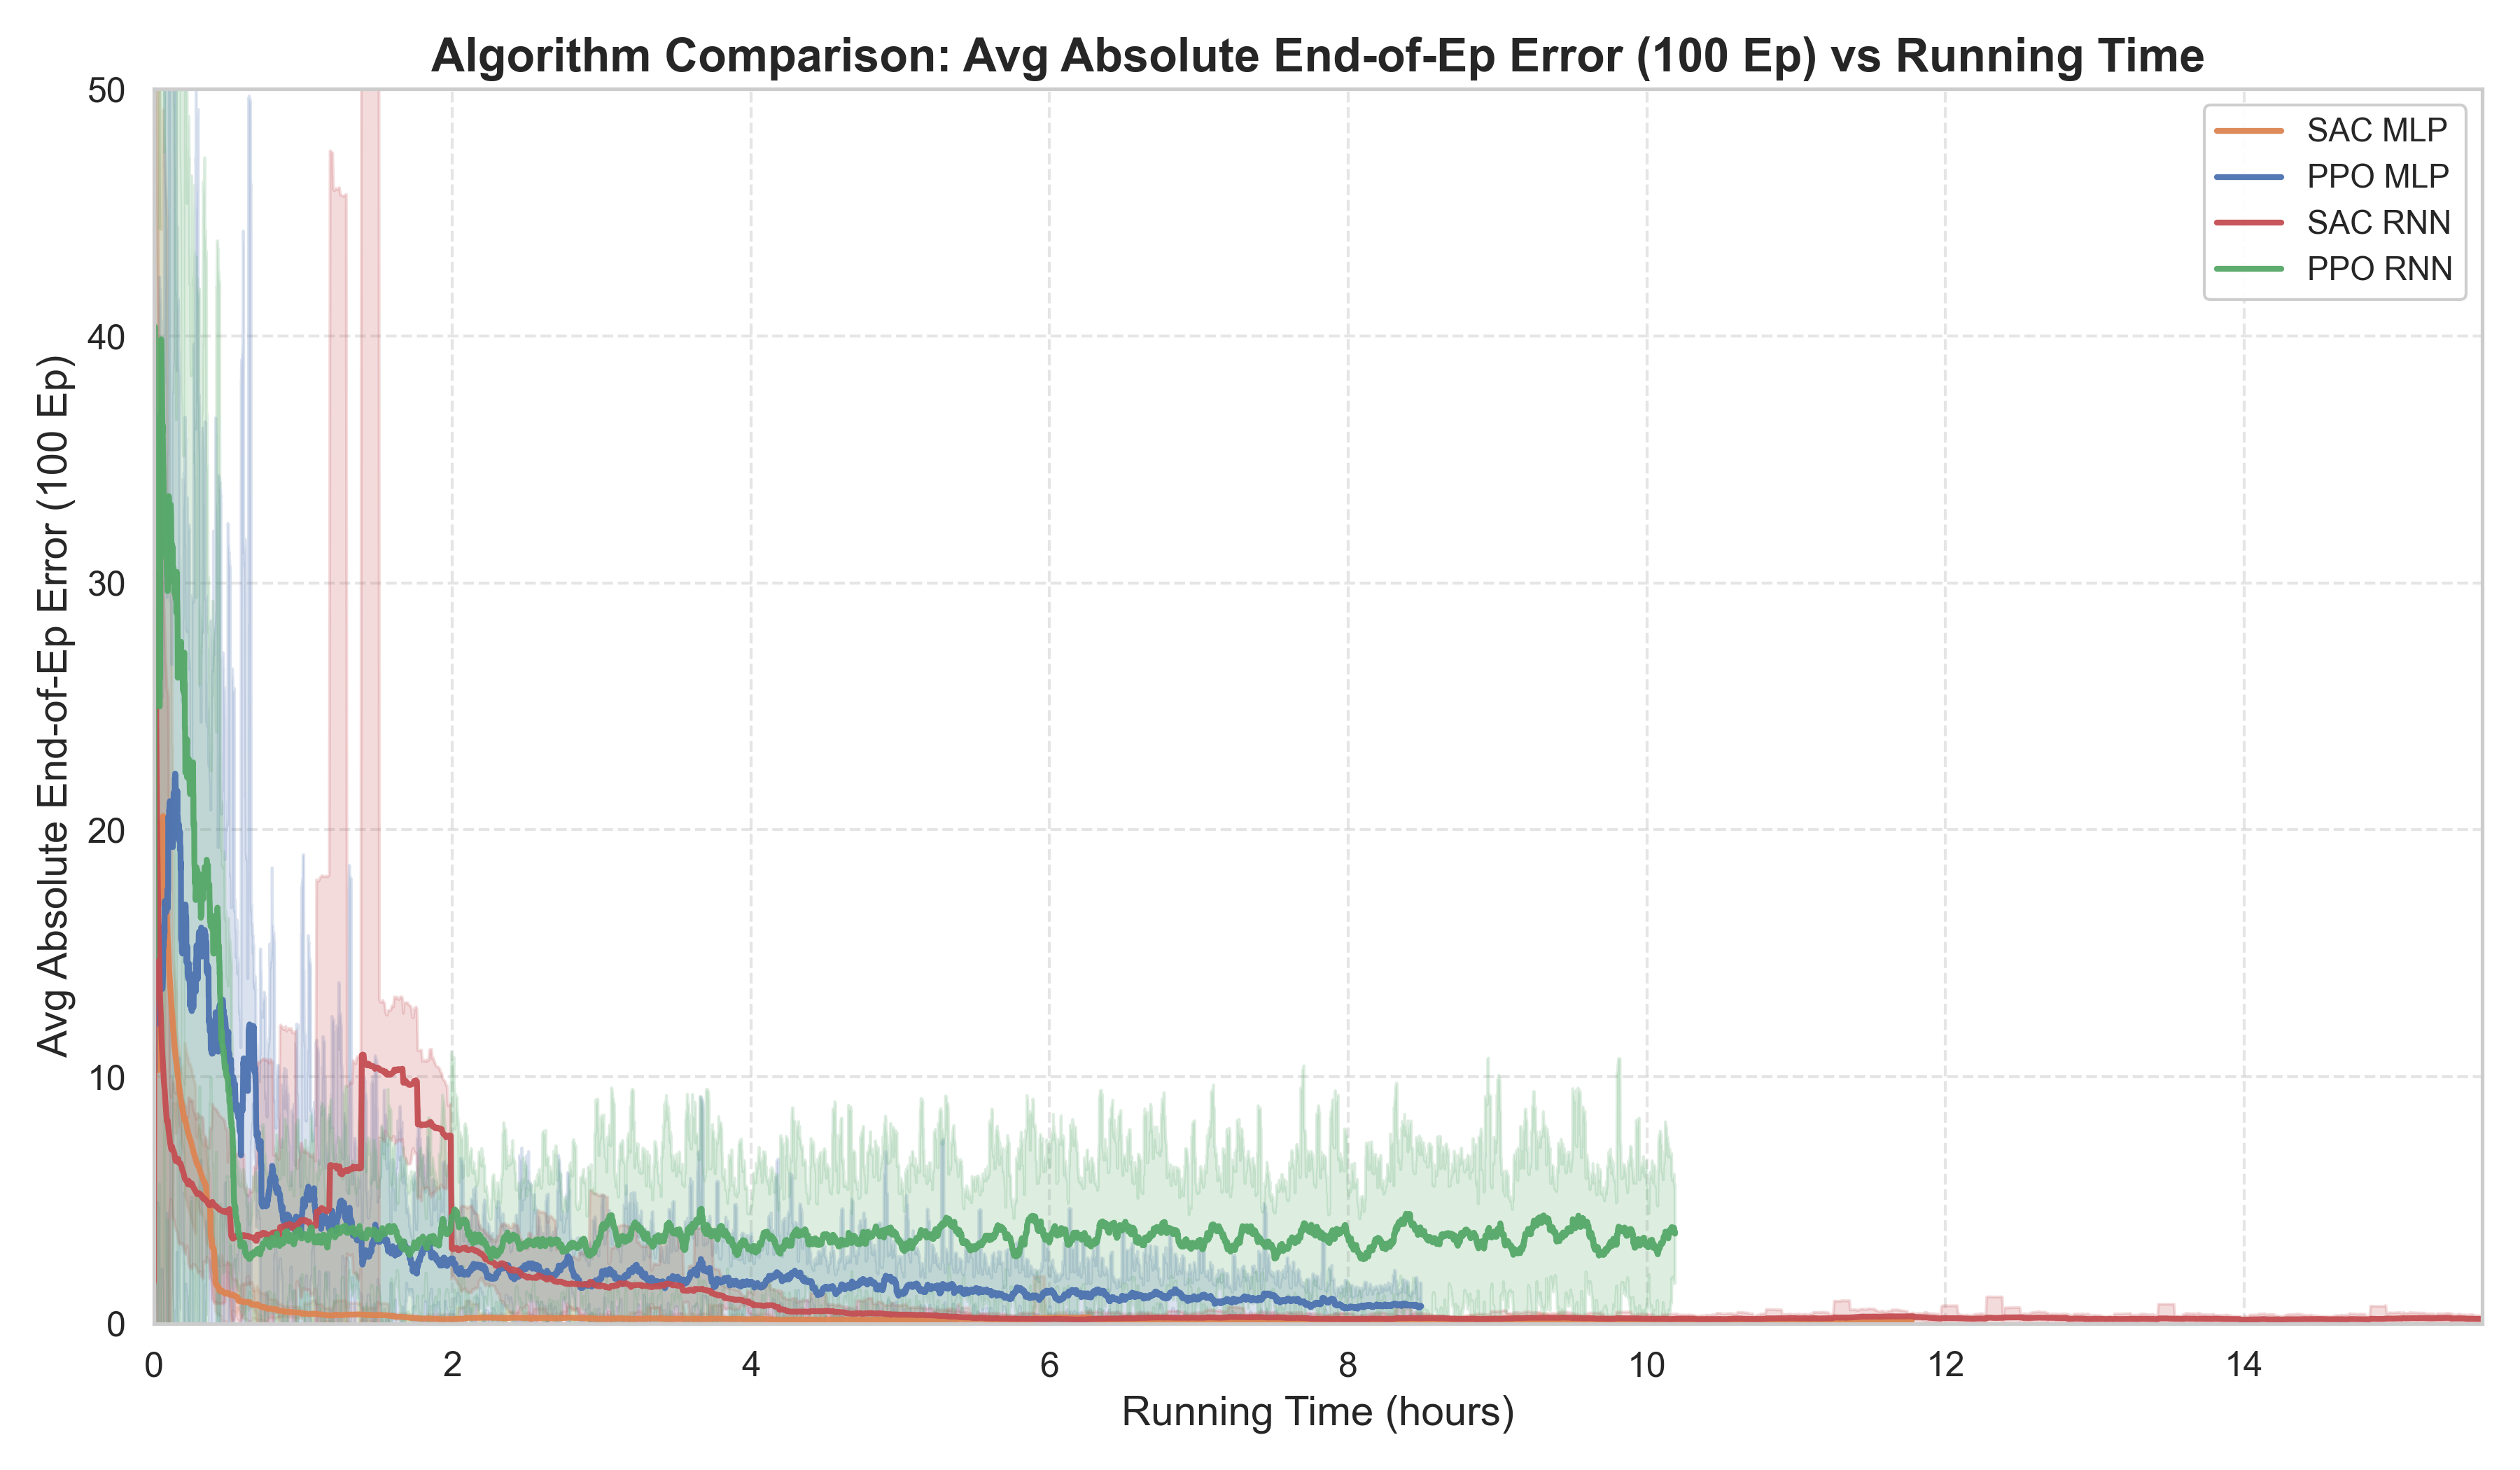 Algorithm Comparison: Avg Absolute End-of-Ep Error (100 Ep) vs Running Time
Avg Absolute End-of-Ep Error (100 Ep)
50
40
30
20
10
0
0 2 4 6 8 10 12 14
Running Time (hours)
SAC MLP
PPO MLP
SAC RNN
PPO RNN